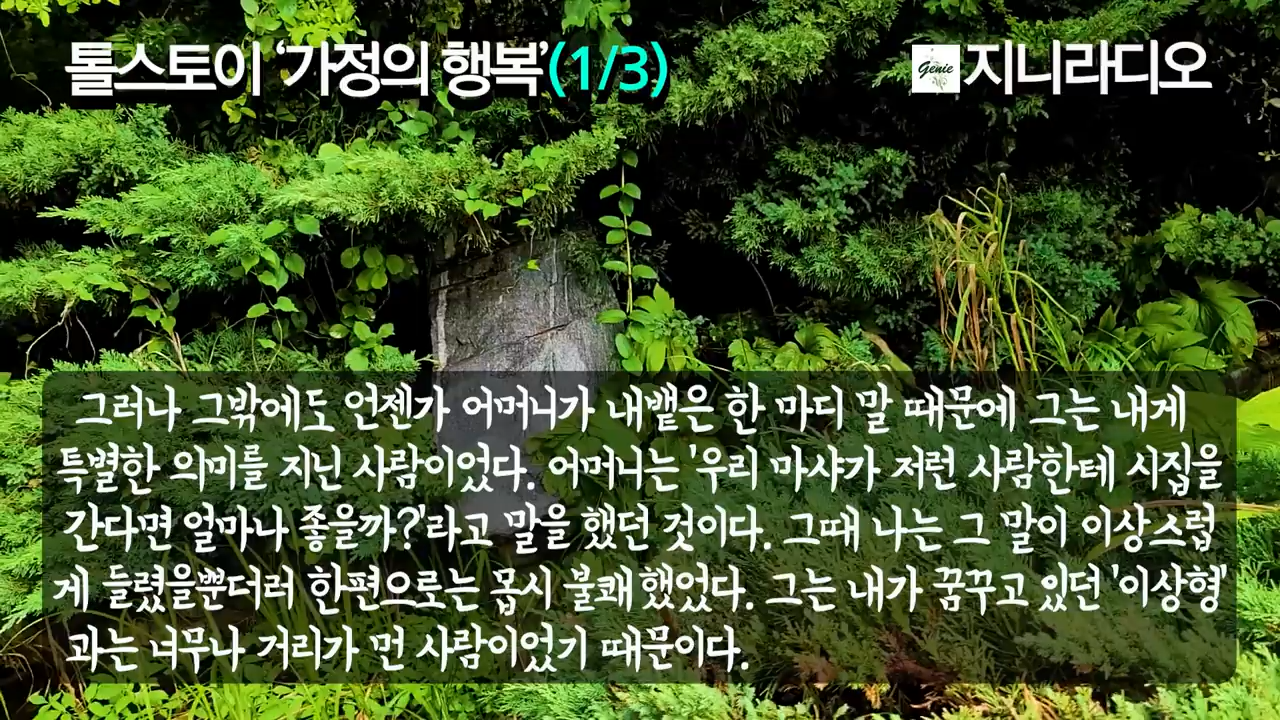 톨스토이 '가정의 행복'(1/3)
Genie 지니라디오
그러나 그밖에도 언젠가 어머니가 내뱉은 한 마디 말 때문에 그는 내게
특별한 의미를 지닌 사람이었다. 어머니는 '우리 마샤가 저런 사람한테 시집을
간다면 얼마나 좋을까?'라고 말을 했던 것이다. 그때 나는 그 말이 이상스럽
게 들렸을뿐더러 한편으로는 몹시 불쾌했었다. 그는 내가 꿈꾸고 있던 '이상형'
과는 너무나 거리가 먼 사람이었기 때문이다.